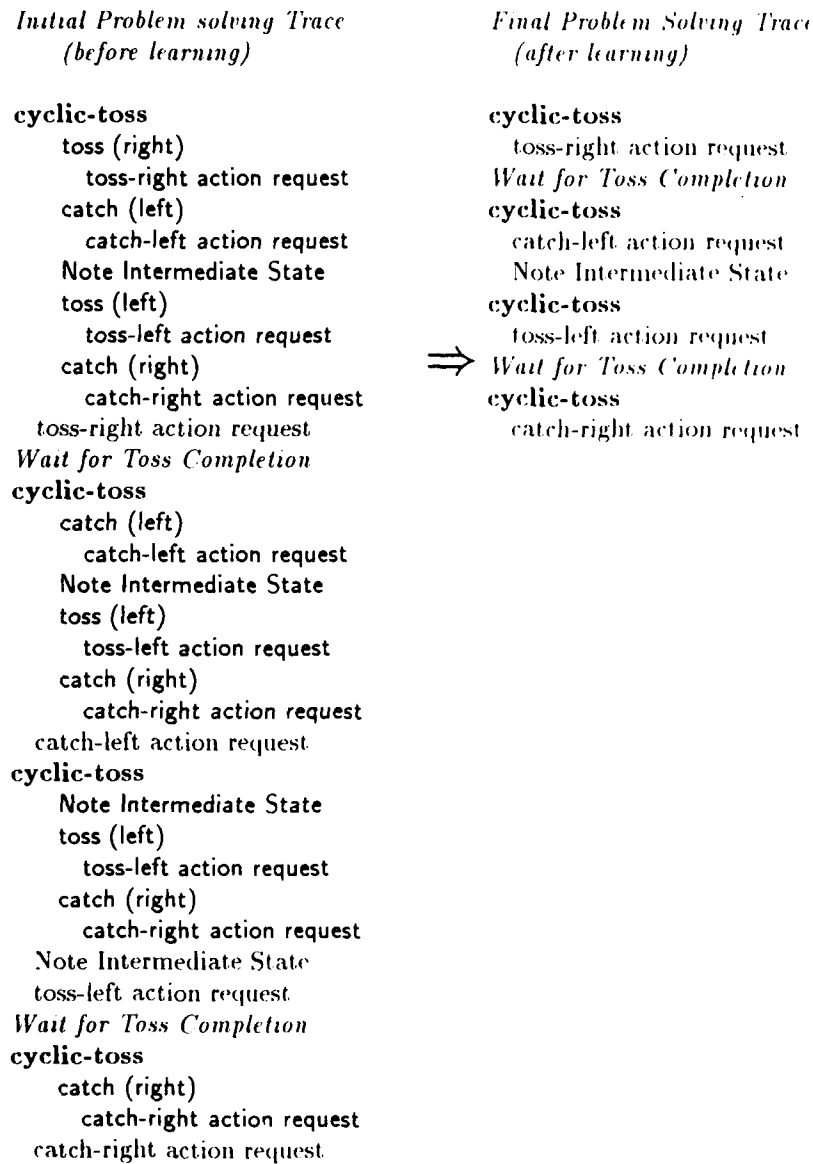 Initial Problem solving Trace
(before learning)
cyclic-toss
toss (right)
toss-right action request
catch (left)
catch-left action request
Note Intermediate State
toss (left)
toss-left action request
catch (right)
catch-right action request
toss-right action request
Wait for Toss Completion
cyclic-toss
catch (left)
catch-left action request
Note Intermediate State
toss (left)
toss-left action request
catch (right)
catch-right action request
catch-left action request
cyclic-toss
Note Intermediate State
toss (left)
toss-left action request
catch (right)
catch-right action request
Note Intermediate State
toss-left action request
Wait for Toss Completion
cyclic-toss
catch (right)
catch-right action request
catch-right action request
⇒
Final Problem Solving Trace
(after learning)
cyclic-toss
toss-right action request
Wait for Toss Completion
cyclic-toss
catch-left action request
Note Intermediate State
cyclic-toss
toss-left action request
Wait for Toss Completion
cyclic-toss
catch-right action request